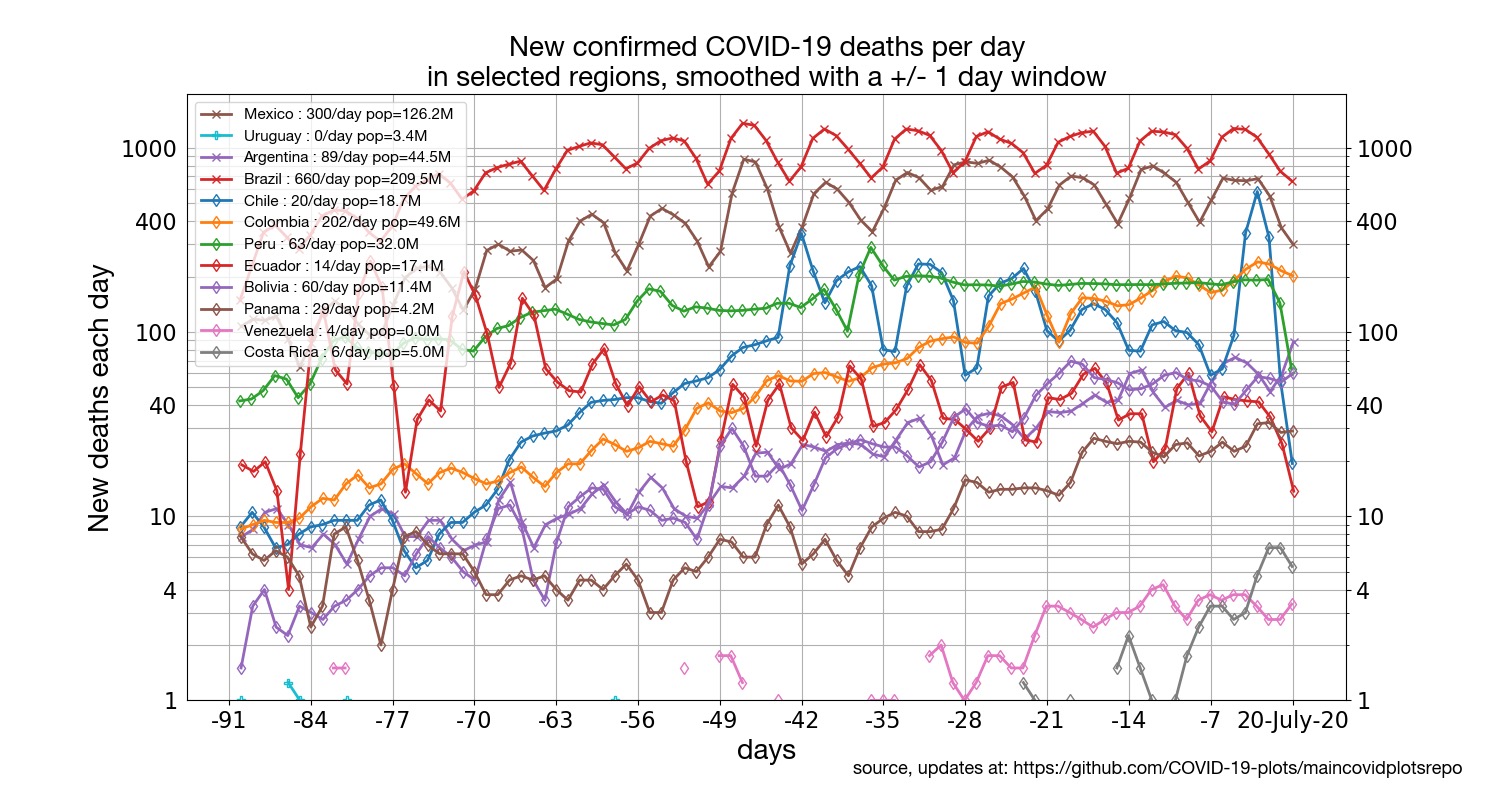 New confirmed COVID-19 deaths per day
in selected regions, smoothed with a +/- 1 day window
Mexico : 300/day pop=126.2M
Uruguay : 0/day pop=3.4M
Argentina : 89/day pop=44.5M
Brazil : 660/day pop=209.5M
Chile : 20/day pop=18.7M
Colombia : 202/day pop=49.6M
Peru : 63/day pop=32.0M
Ecuador : 14/day pop=17.1M
Bolivia : 60/day pop=11.4M
Panama : 29/day pop=4.2M
Venezuela : 4/day pop=0.0M
Costa Rica : 6/day pop=5.0M
New deaths each day
1000
400
100
40
10
4
1
1000
400
100
40
10
4
1
-91 -84 -77 -70 -63 -56 -49 -42 -35 -28 -21 -14 -7 20-July-20
days
source, updates at: https://github.com/COVID-19-plots/maincovidplotsrepo